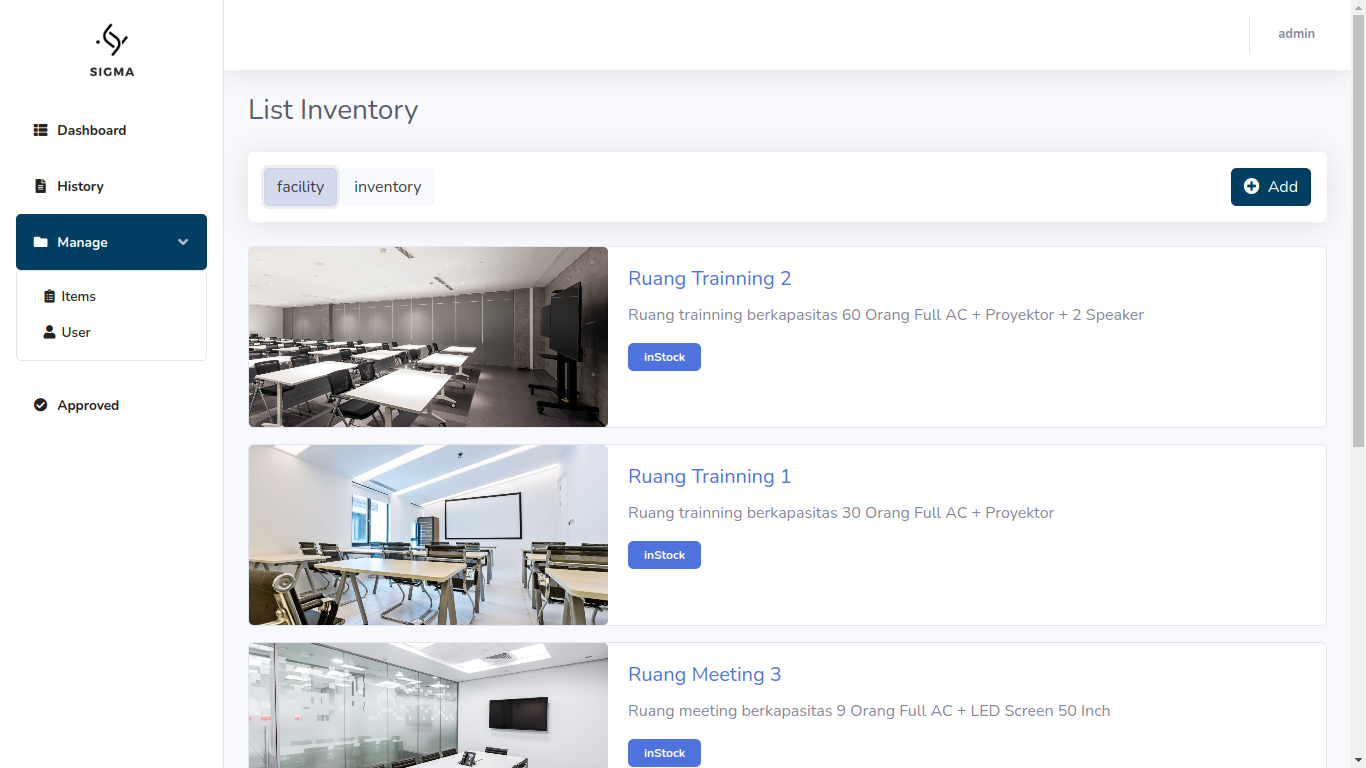 SIGMA
admin
Dashboard
History
Manage
Items
User
Approved
List Inventory
facility
inventory
Add
Ruang Trainning 2
Ruang trainning berkapasitas 60 Orang Full AC + Proyektor + 2 Speaker
inStock
Ruang Trainning 1
Ruang trainning berkapasitas 30 Orang Full AC + Proyektor
inStock
Ruang Meeting 3
Ruang meeting berkapasitas 9 Orang Full AC + LED Screen 50 Inch
inStock